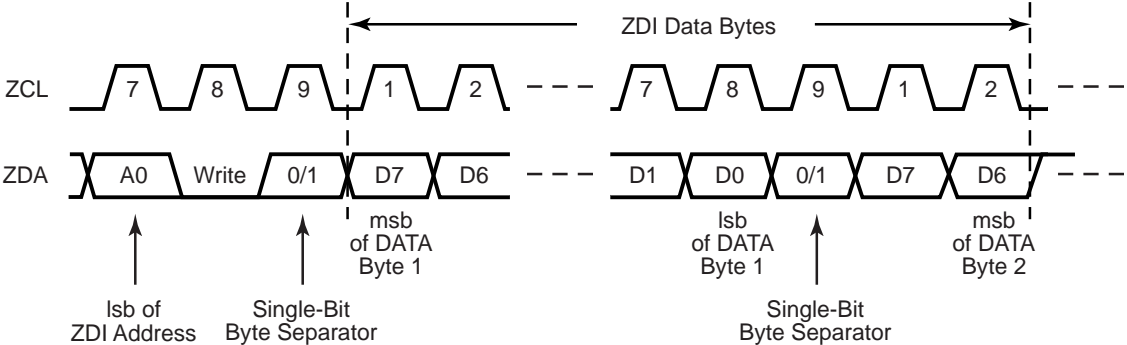 ZDI Data Bytes
ZCL 7 8 9 1 2 7 8 9 1 2
ZDA A0 Write 0/1 D7 D6 D1 D0 0/1 D7 D6
msb
of DATA
Byte 1
lsb
of DATA
Byte 1
msb
of DATA
Byte 2
lsb of
ZDI Address
Single-Bit
Byte Separator
Single-Bit
Byte Separator